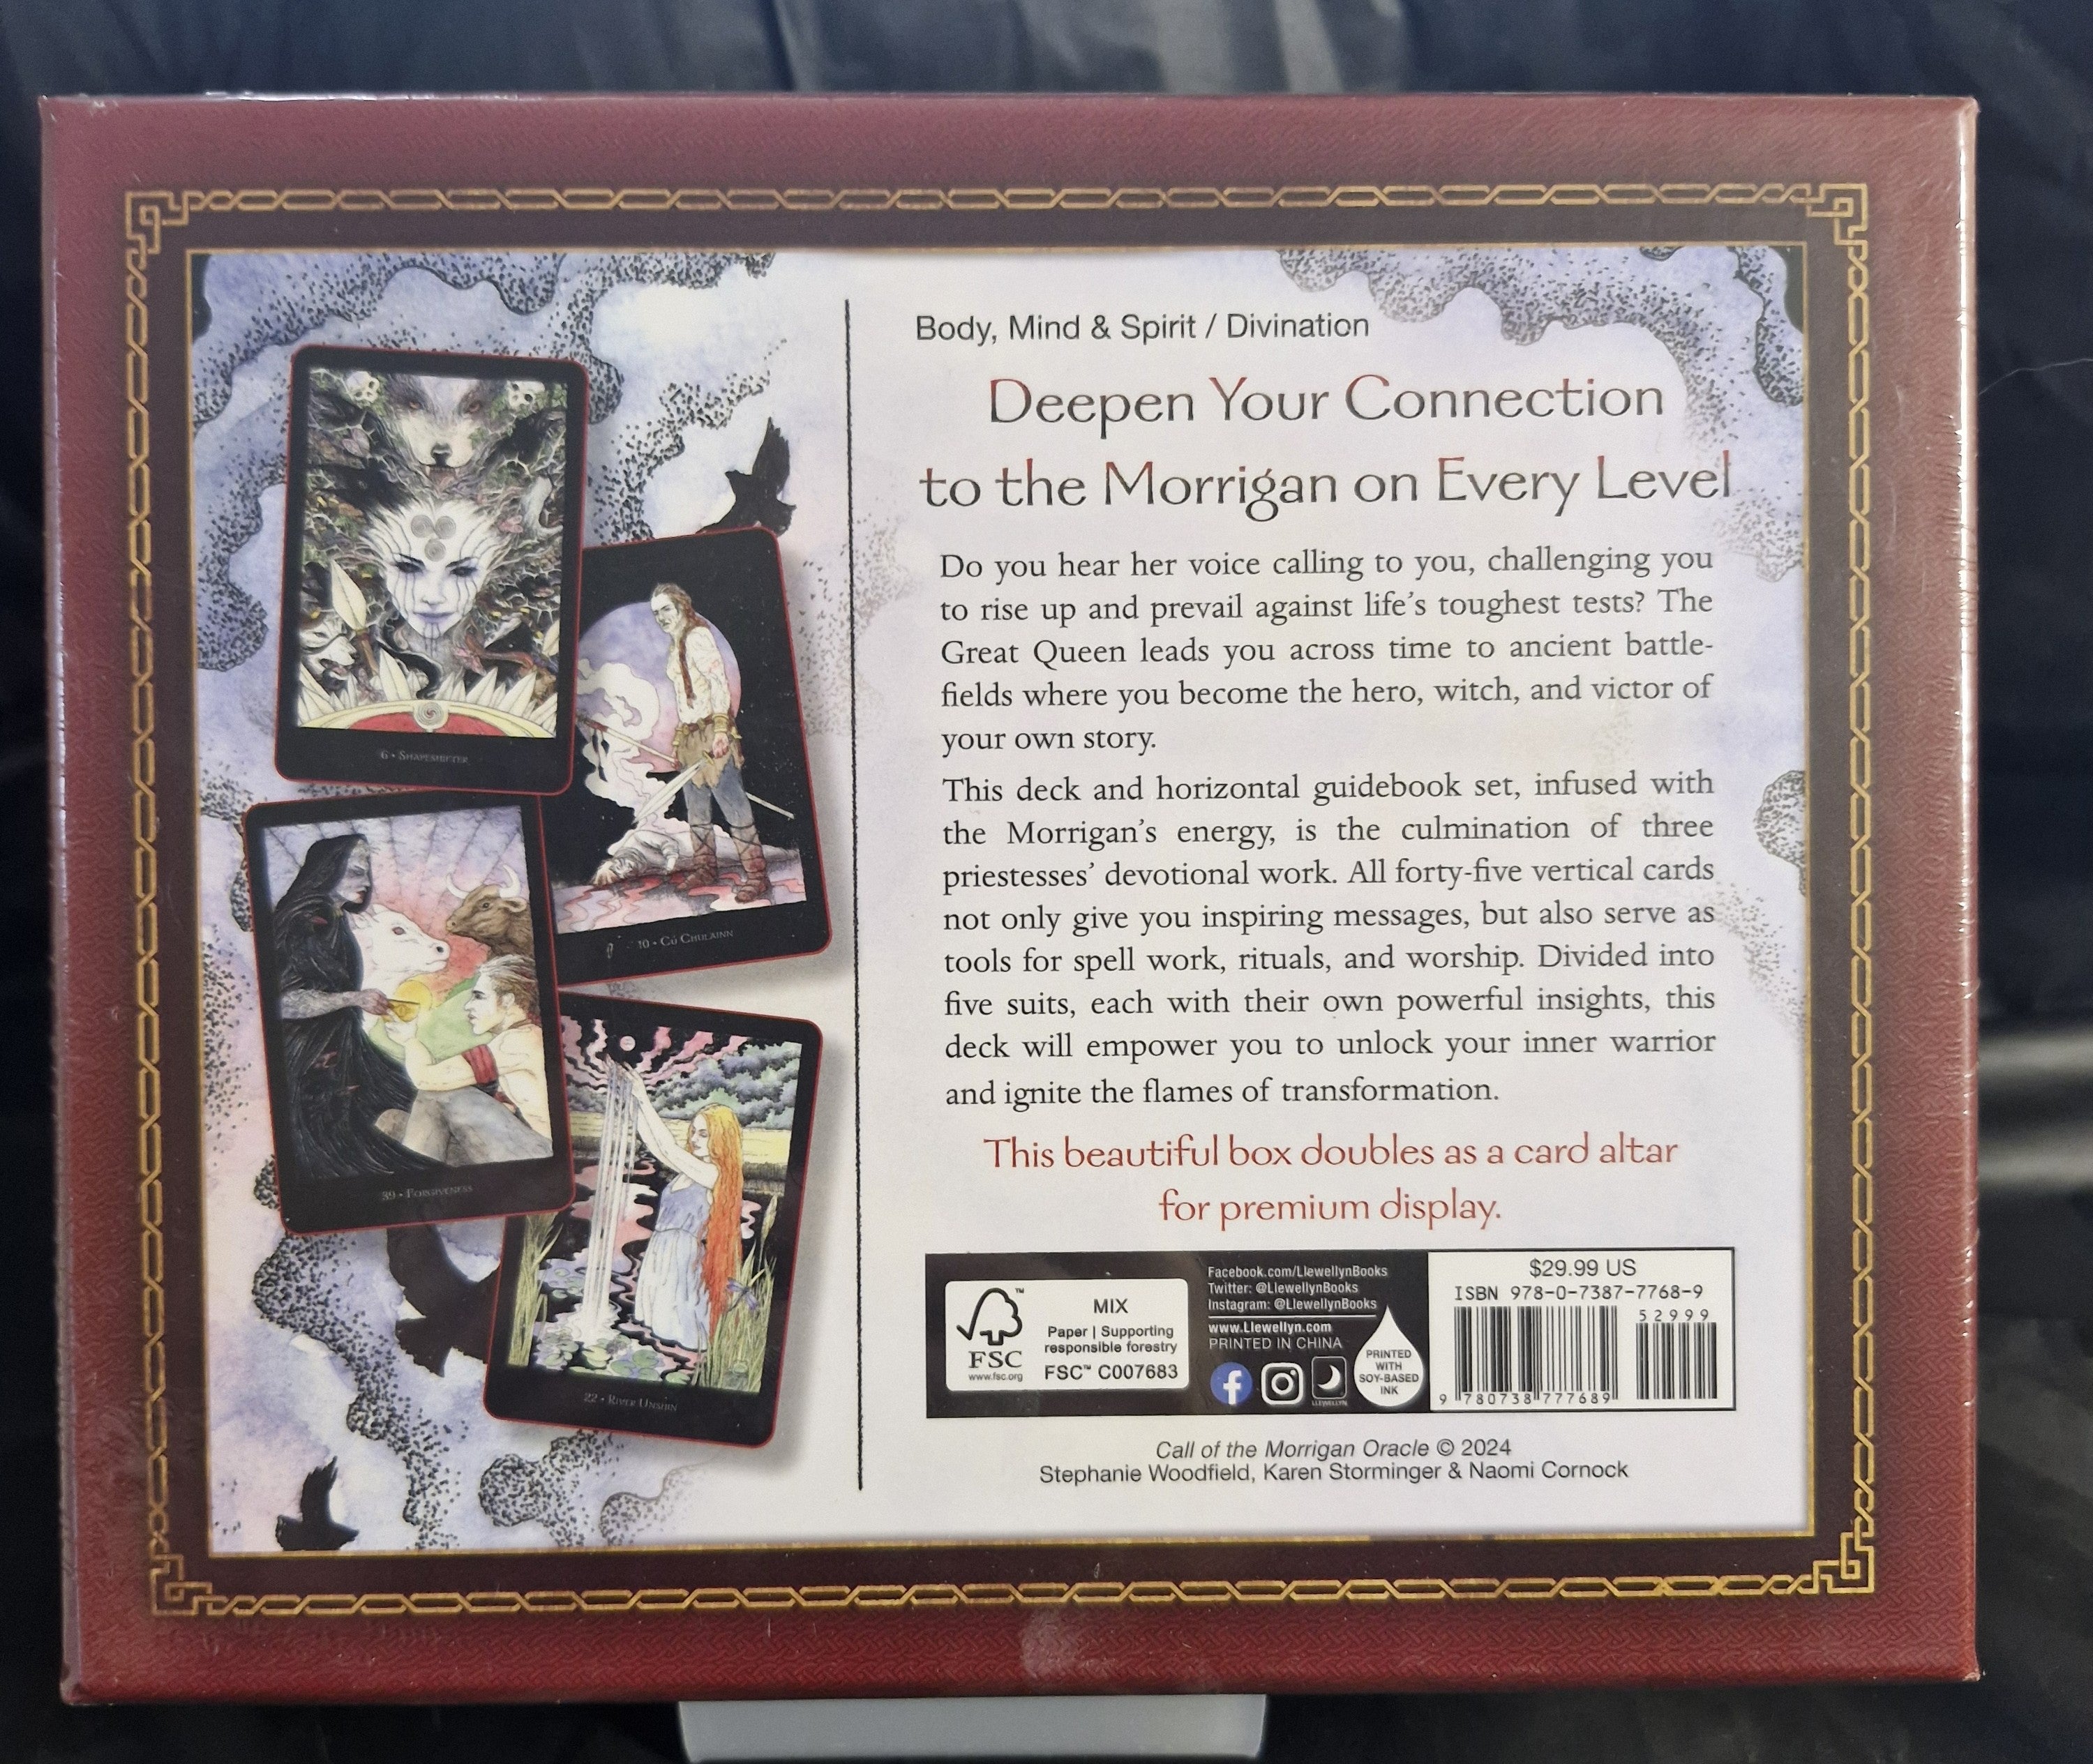 6 • Shapeshifter
10 • Cú Chulainn
39 • Forgiveness
22 • River Unshin
Body, Mind & Spirit / Divination
Deepen Your Connection
to the Morrigan on Every Level
Do you hear her voice calling to you, challenging you
to rise up and prevail against life's toughest tests? The
Great Queen leads you across time to ancient battle-
fields where you become the hero, witch, and victor of
your own story.
This deck and horizontal guidebook set, infused with
the Morrigan's energy, is the culmination of three
priestesses' devotional work. All forty-five vertical cards
not only give you inspiring messages, but also serve as
tools for spell work, rituals, and worship. Divided into
five suits, each with their own powerful insights, this
deck will empower you to unlock your inner warrior
and ignite the flames of transformation.
This beautiful box doubles as a card altar
for premium display.
FSC
www.fsc.org
MIX
Paper | Supporting
responsible forestry
FSC™ C007683
Facebook.com/LlewellynBooks
Twitter: @LlewellynBooks
Instagram: @LlewellynBooks
www.Llewellyn.com
PRINTED IN CHINA
LLEWELLYN
PRINTED
WITH
SOY-BASED
INK
$29.99 US
ISBN 978-0-7387-7768-9
52999
9 780738 777689
Call of the Morrigan Oracle © 2024
Stephanie Woodfield, Karen Storminger & Naomi Cornock